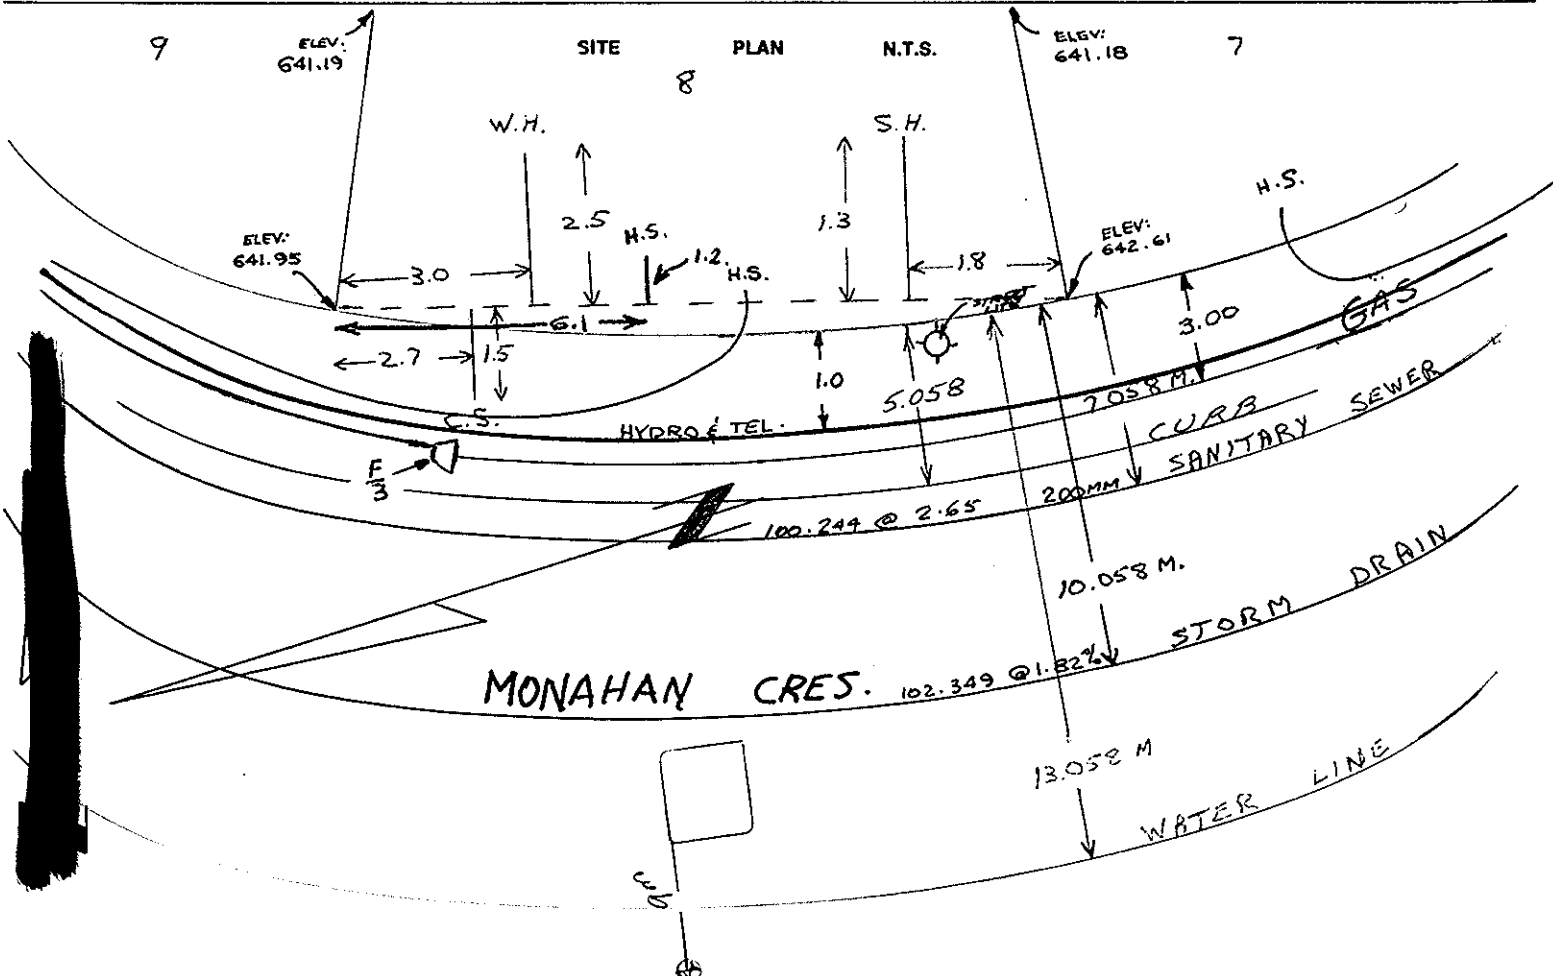 SITE PLAN N.T.S.
9
8
7
ELEV:
641.19
ELEV:
641.18
W.H.
S.H.
H.S.
2.5
1.3
ELEV:
641.95
3.0
H.S.
1.2
H.S.
1.8
ELEV:
642.61
6.1
STREET
2.7
1.5
1.0
5.058
3.00
GAS
7.058 M.
C.S.
HYDRO & TEL.
CURB
F
3
SANITARY SEWER
100.244 @ 2.65
200MM
10.058 M.
STORM DRAIN
MONAHAN CRES.
102.349 @1.82%
13.058 M
WATER LINE